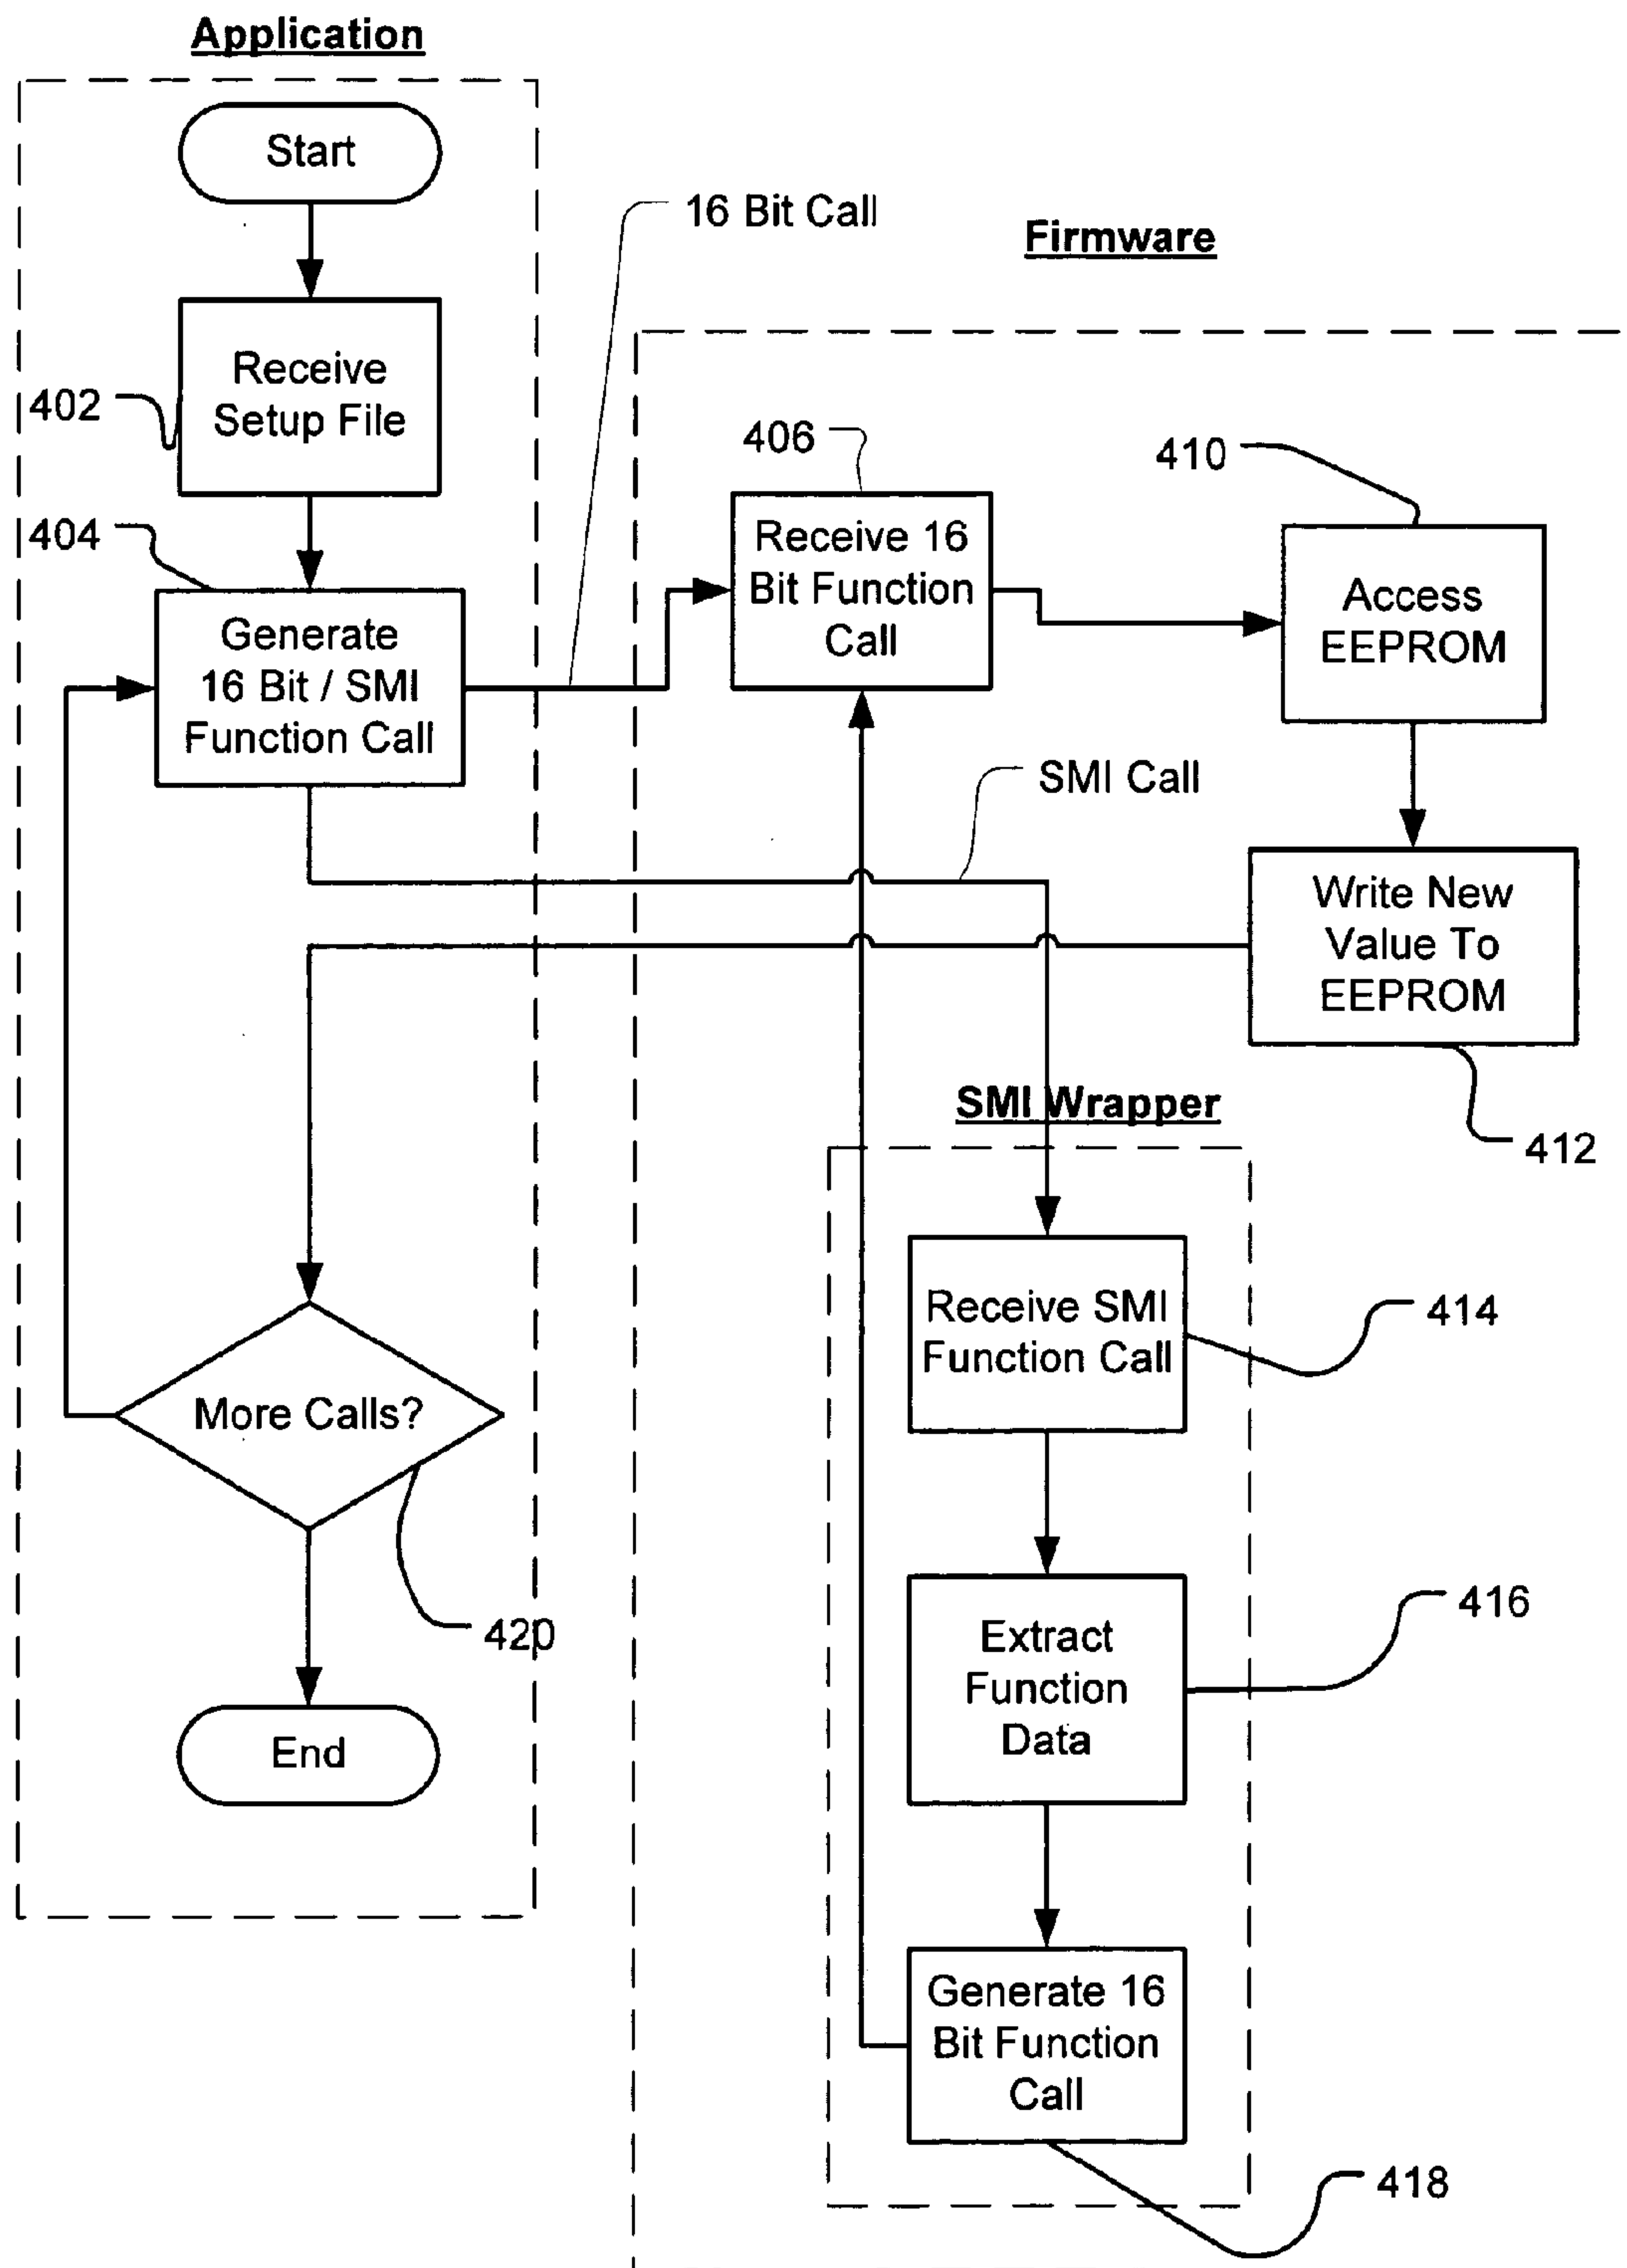 Application
Start
16 Bit Call
Firmware
Receive
Setup File
402
406
410
404
Generate
16 Bit / SMI
Function Call
Receive 16
Bit Function
Call
Access
EEPROM
SMI Call
Write New
Value To
EEPROM
SMI Wrapper
412
Receive SMI
Function Call
414
More Calls?
416
420
Extract
Function
Data
End
Generate 16
Bit Function
Call
418